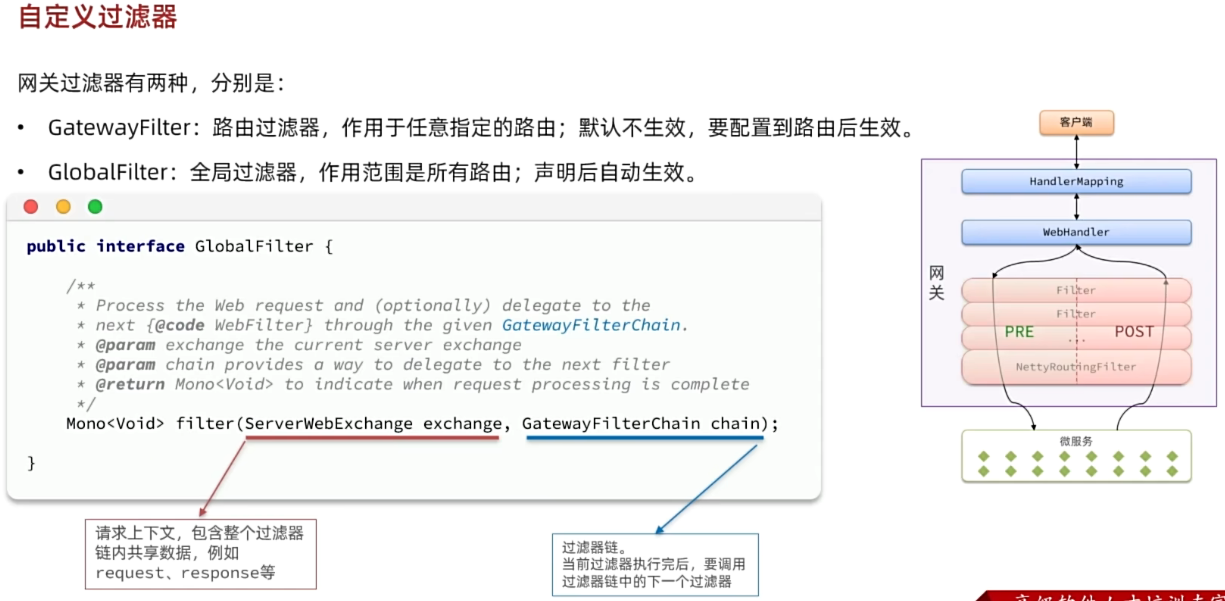 自定义过滤器
网关过滤器有两种，分别是：
• GatewayFilter：路由过滤器，作用于任意指定的路由；默认不生效，要配置到路由后生效。
• GlobalFilter：全局过滤器，作用范围是所有路由；声明后自动生效。
public interface GlobalFilter {
/**
* Process the Web request and (optionally) delegate to the
* next {@code WebFilter} through the given GatewayFilterChain.
* @param exchange the current server exchange
* @param chain provides a way to delegate to the next filter
* @return Mono<Void> to indicate when request processing is complete
*/
Mono<Void> filter(ServerWebExchange exchange, GatewayFilterChain chain);
}
请求上下文，包含整个过滤器
链内共享数据，例如
request、response等
过滤器链。
当前过滤器执行完后，要调用
过滤器链中的下一个过滤器
客户端
HandlerMapping
WebHandler
网
关
Filter
Filter
PRE ... POST
NettyRoutingFilter
微服务